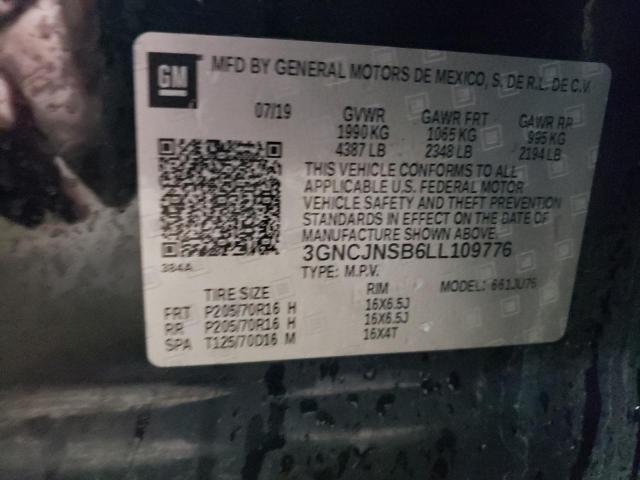 GM
MFD BY GENERAL MOTORS DE MEXICO, S. DE R.L. DE C.V.
07/19 GVWR GAWR FRT GAWR RR
1990 KG 1065 KG 995 KG
4387 LB 2348 LB 2194 LB
THIS VEHICLE CONFORMS TO ALL
APPLICABLE U.S. FEDERAL MOTOR
VEHICLE SAFETY AND THEFT PREVENTION
STANDARDS IN EFFECT ON THE DATE OF
MANUFACTURE SHOWN ABOVE.
384A 3GNCJNSB6LL109776
TYPE: M.P.V. MODEL: 661JU76
TIRE SIZE RIM
FRT P205/70R16 H 16X6.5J
RR P205/70R16 H 16X6.5J
SPA T125/70D16 M 16X4T